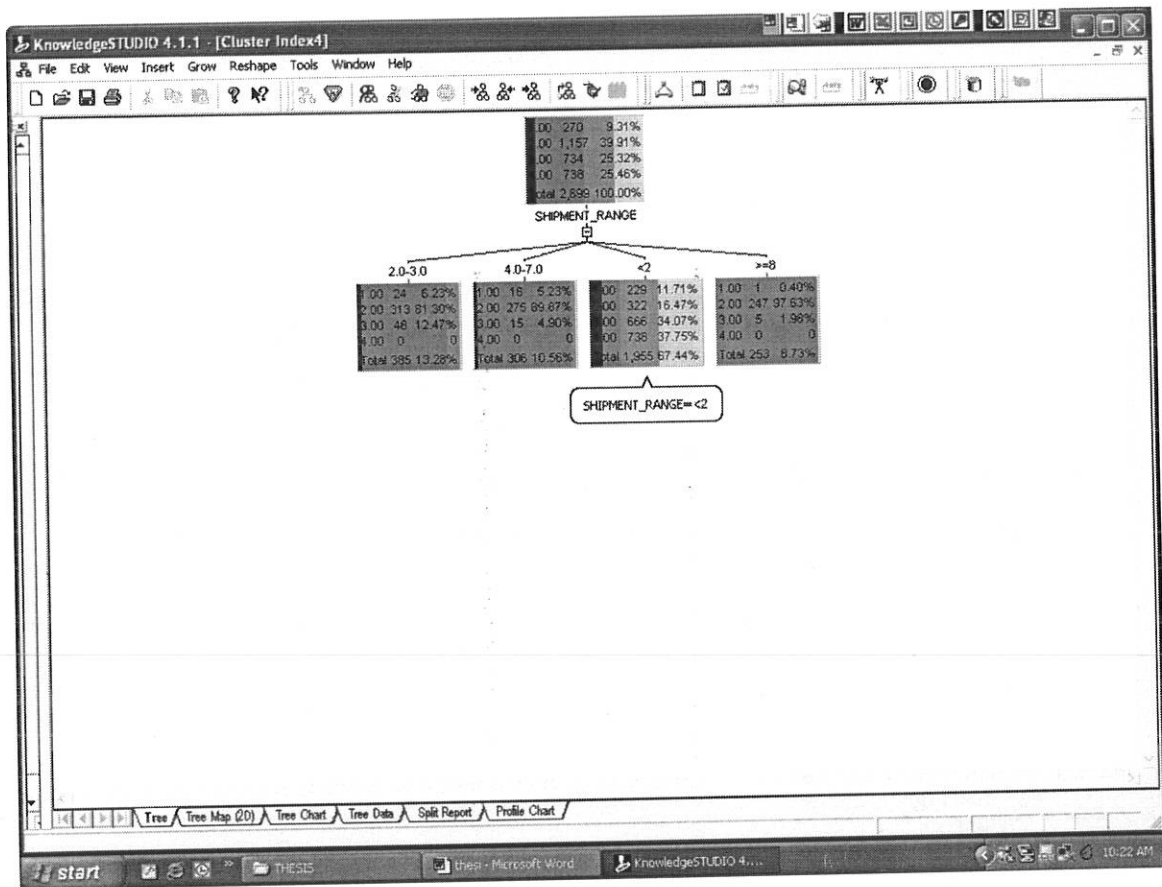 KnowledgeSTUDIO 4.1.1 - [Cluster Index4]
File Edit View Insert Grow Reshape Tools Window Help
.00 270 9.31%
.00 1,157 39.91%
.00 734 25.32%
.00 738 25.46%
otal 2,899 100.00%
SHIPMENT_RANGE
2.0-3.0 4.0-7.0 <2 >=8
1.00 24 6.23%
2.00 313 81.30%
3.00 48 12.47%
4.00 0 0
Total 385 13.28%
1.00 16 5.23%
2.00 275 89.87%
3.00 15 4.90%
4.00 0 0
Total 306 10.56%
.00 229 11.71%
.00 322 16.47%
.00 666 34.07%
.00 738 37.75%
otal 1,955 67.44%
1.00 1 0.40%
2.00 247 97.63%
3.00 5 1.98%
4.00 0 0
Total 253 8.73%
SHIPMENT_RANGE=<2
Tree Tree Map (2D) Tree Chart Tree Data Split Report Profile Chart
start THESIS thesi - Microsoft Word KnowledgeSTUDIO 4.... 10:22 AM